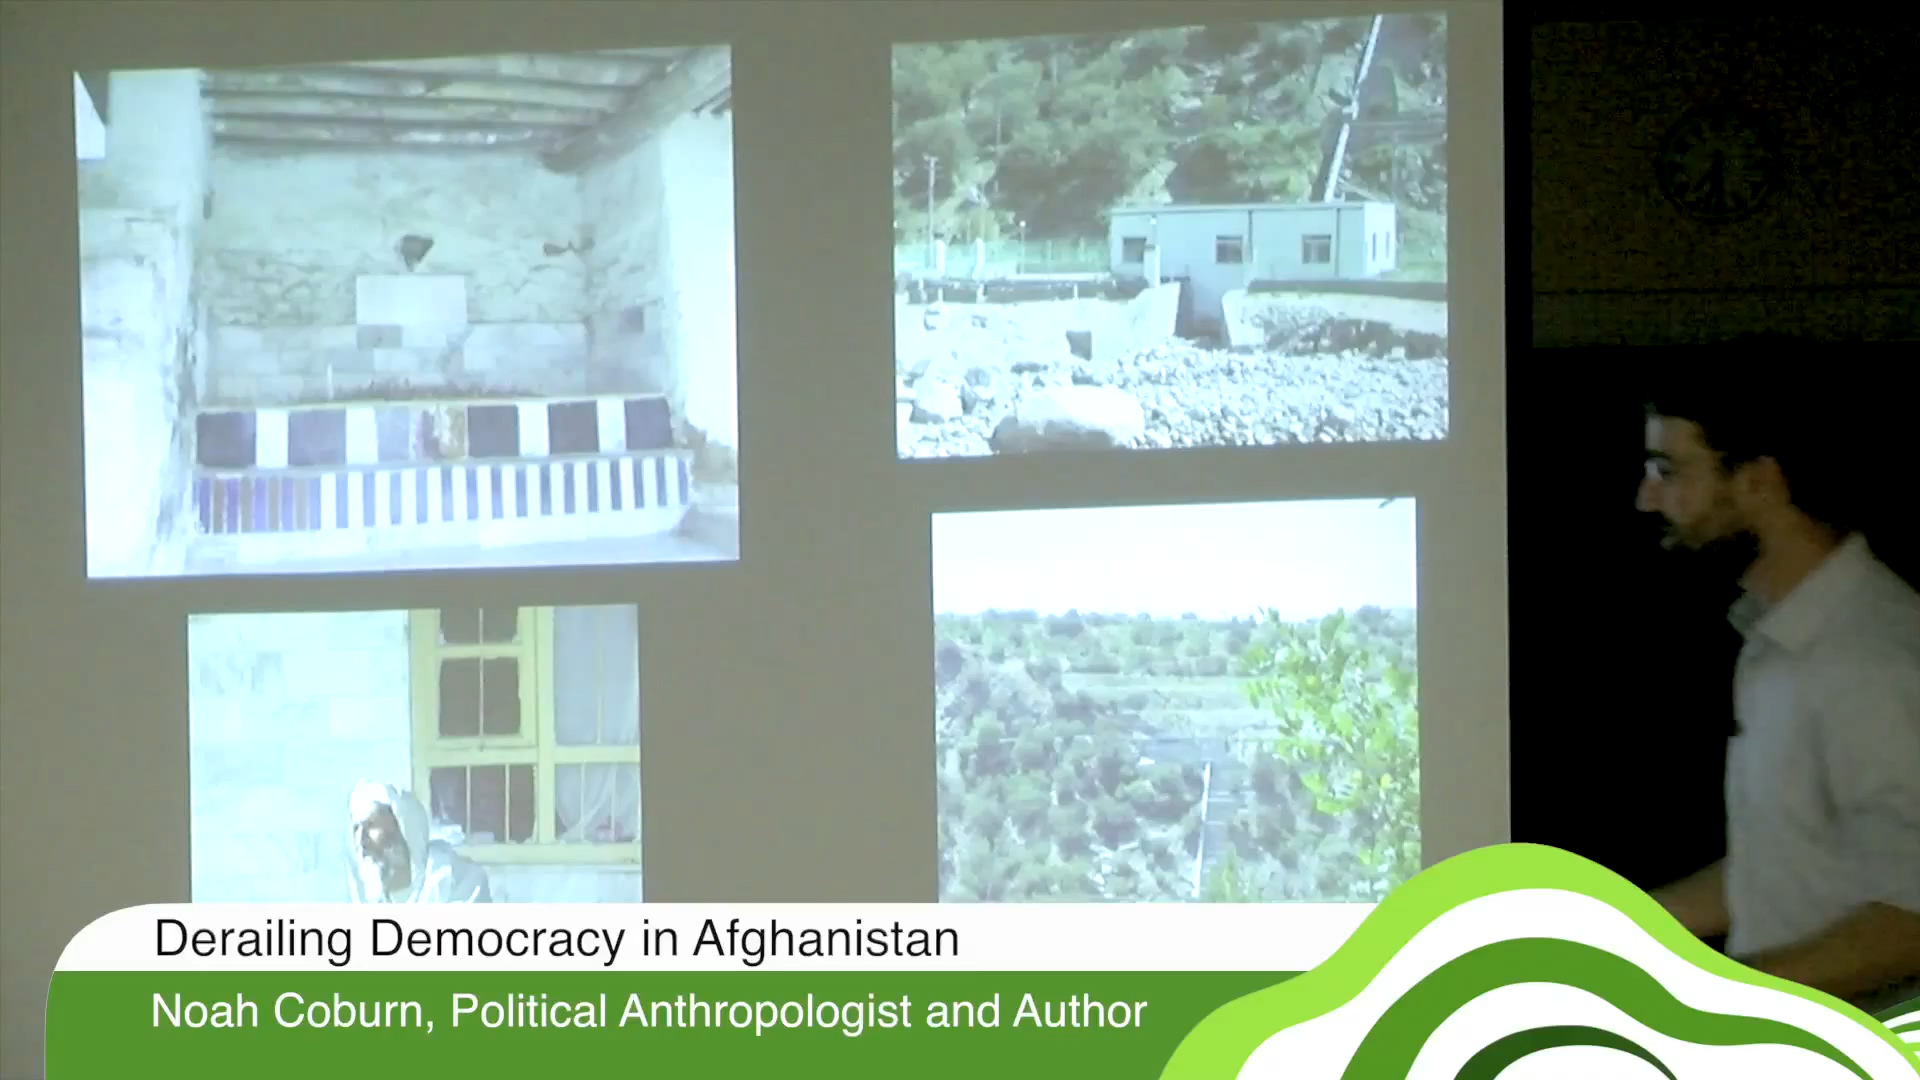 Derailing Democracy in Afghanistan
Noah Coburn, Political Anthropologist and Author